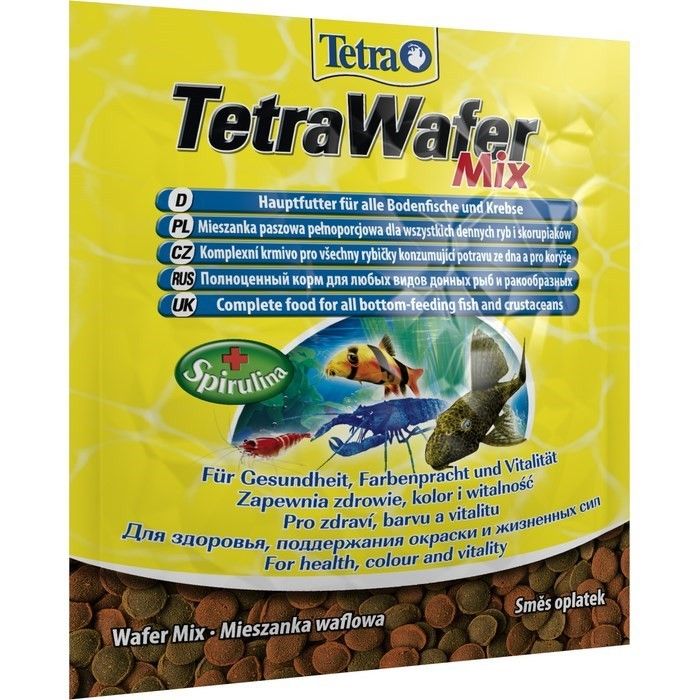 Tetra
TetraWafer
Mix
D Hauptfutter für alle Bodenfische und Krebse
PL Mieszanka paszowa pełnoporcjowa dla wszystkich dennych ryb i skorupiaków
CZ Komplexní krmivo pro všechny rybičky konzumující potravu ze dna a pro korýše
RUS Полноценный корм для любых видов донных рыб и ракообразных
UK Complete food for all bottom-feeding fish and crustaceans
+
Spirulina
Für Gesundheit, Farbenpracht und Vitalität
Zapewnia zdrowie, kolor i witalność
Pro zdraví, barvu a vitalitu
Для здоровья, поддержания окраски и жизненных сил
For health, colour and vitality
Wafer Mix · Mieszanka waflowa
Směs oplatek